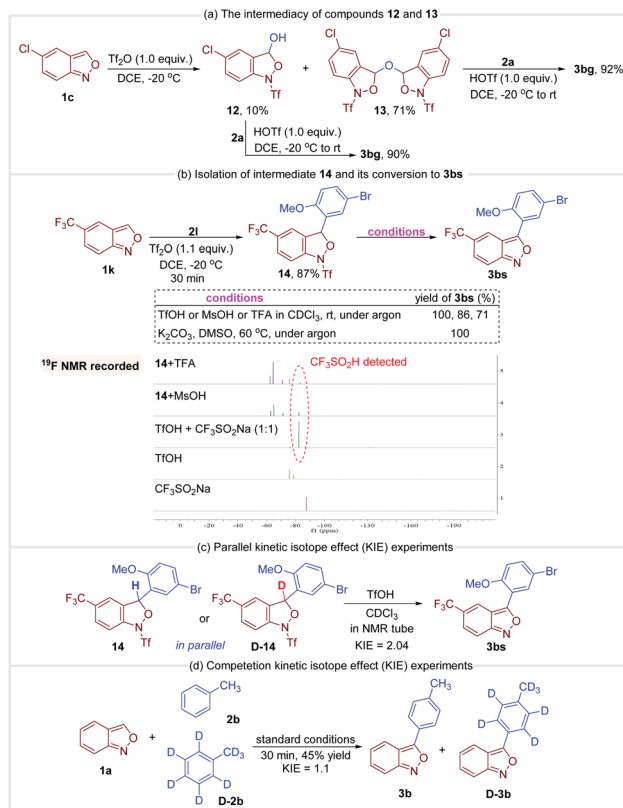 (a) The intermediacy of compounds 12 and 13
Cl
O
N
1c
Tf₂O (1.0 equiv.)
DCE, -20 °C
Cl
OH
O
N
Tf
12, 10%
+
Cl
Cl
O
O
O
N
N
Tf
Tf
13, 71%
2a
HOTf (1.0 equiv.)
DCE, -20 °C to rt
3bg, 92%
2a
HOTf (1.0 equiv.)
DCE, -20 °C to rt
3bg, 90%
(b) Isolation of intermediate 14 and its conversion to 3bs
F₃C
O
N
1k
2l
Tf₂O (1.1 equiv.)
DCE, -20 °C
30 min
MeO
Br
F₃C
O
N
Tf
14, 87%
conditions
MeO
Br
F₃C
O
N
3bs
conditions yield of 3bs (%)
TfOH or MsOH or TFA in CDCl₃, rt, under argon 100, 86, 71
K₂CO₃, DMSO, 60 °C, under argon 100
¹⁹F NMR recorded
CF₃SO₂H detected
14+TFA
5
14+MsOH
4
TfOH + CF₃SO₂Na (1:1)
3
TfOH
2
CF₃SO₂Na
1
0 -20 -60 -100 -130 -160 -190
f1 (ppm)
(c) Parallel kinetic isotope effect (KIE) experiments
MeO
H
Br
F₃C
O
N
Tf
14
or
in parallel
MeO
D
Br
F₃C
O
N
Tf
D-14
TfOH
CDCl₃
in NMR tube
KIE = 2.04
MeO
Br
F₃C
O
N
3bs
(d) Competion kinetic isotope effect (KIE) experiments
O
N
1a
+
CH₃
2b
D
CD₃
D
D
D
D
D-2b
standard conditions
30 min, 45% yield
KIE = 1.1
CH₃
O
N
3b
+
CD₃
D
D
D
D
O
N
D-3b